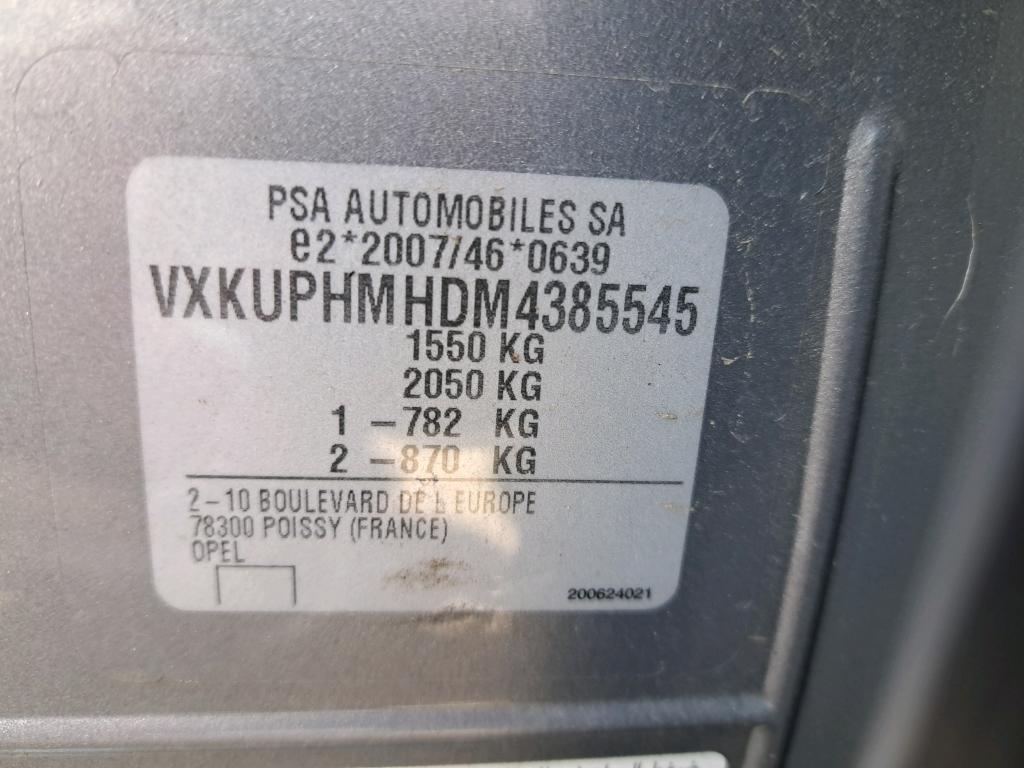 PSA AUTOMOBILES SA
e2*2007/46*0639
VXKUPHMHDM4385545
1550 KG
2050 KG
1 -782 KG
2 -870 KG
2-10 BOULEVARD DE L EUROPE
78300 POISSY (FRANCE)
OPEL
200624021